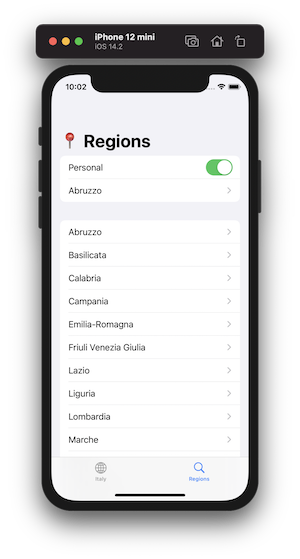 iPhone 12 mini
iOS 14.2
10:02
Regions
Personal
Abruzzo
Abruzzo
Basilicata
Calabria
Campania
Emilia-Romagna
Friuli Venezia Giulia
Lazio
Liguria
Lombardia
Marche
Italy
Regions